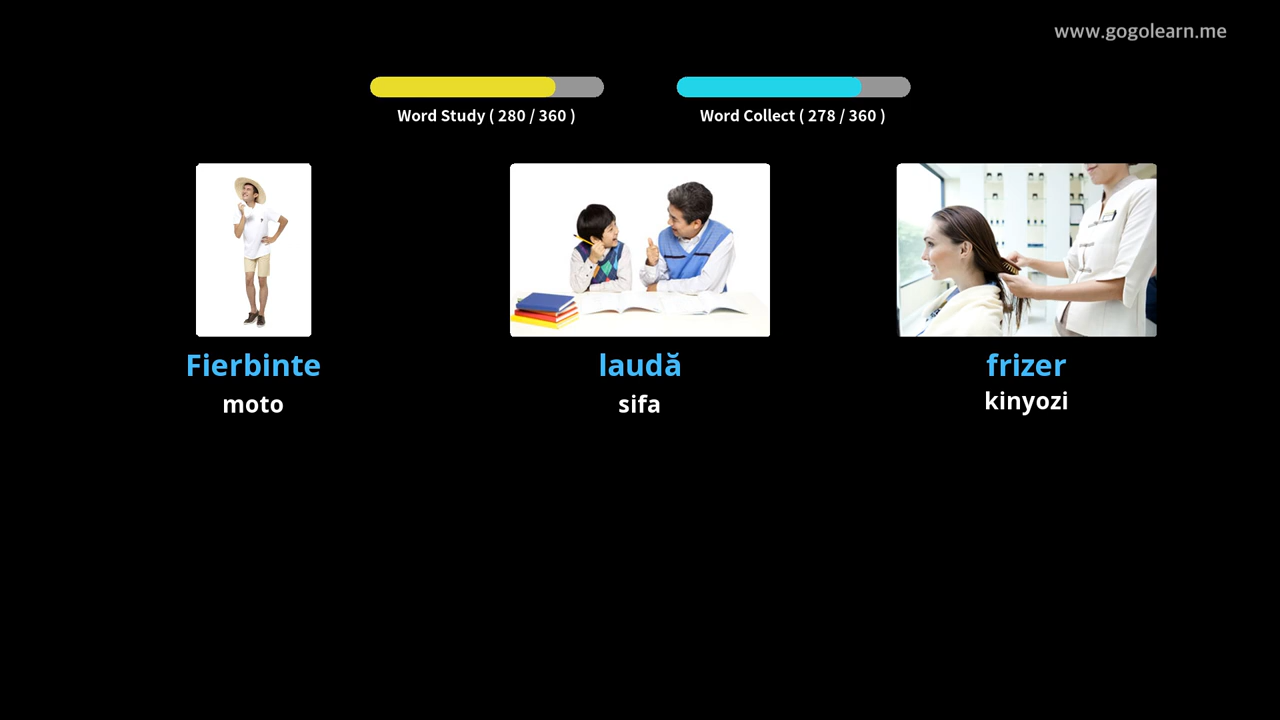 www.gogolearn.me
Word Study ( 280 / 360 )
Word Collect ( 278 / 360 )
Fierbinte
moto
laudă
sifa
frizer
kinyozi